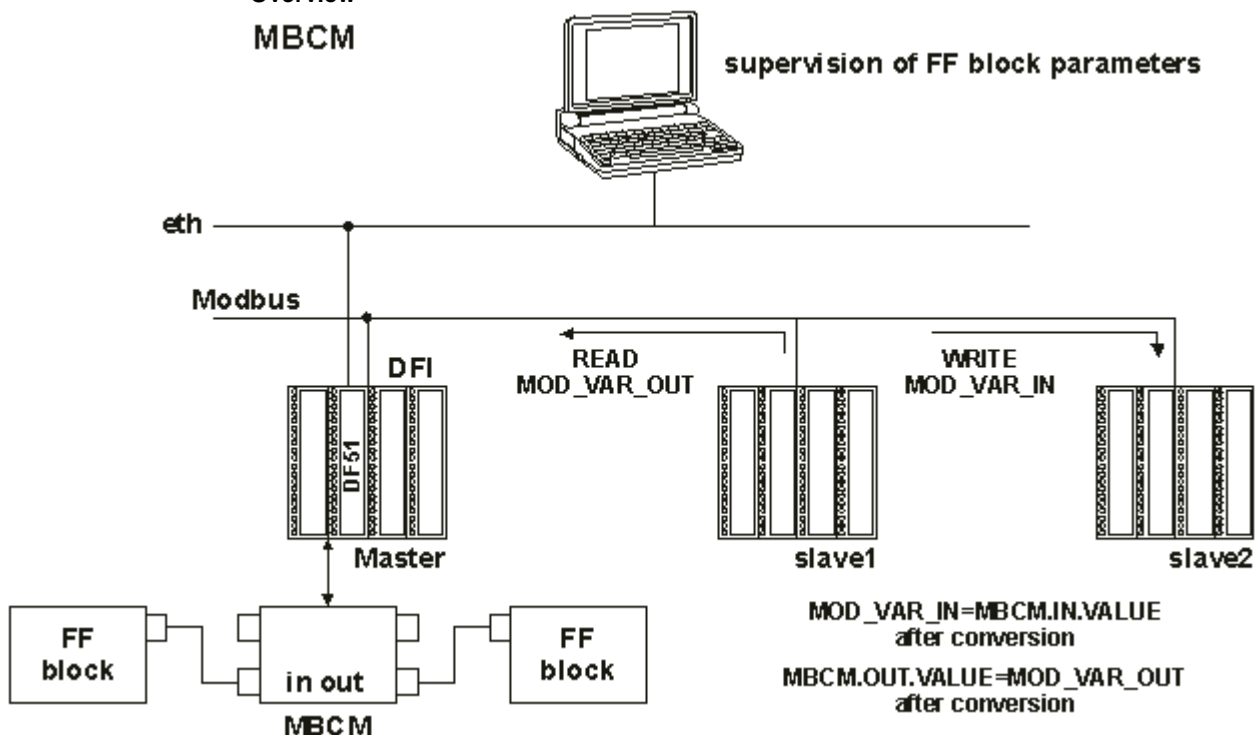 Overview
MBCM
supervision of FF block parameters
eth
Modbus
DFI
READ
MOD_VAR_OUT
WRITE
MOD_VAR_IN
DF51
Master
slave1
slave2
FF
block
in out
MBCM
FF
block
MOD_VAR_IN=MBCM.IN.VALUE
after conversion
MBCM.OUT.VALUE=MOD_VAR_OUT
after conversion